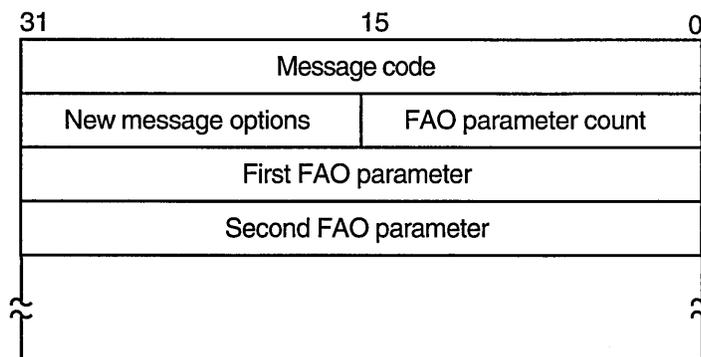 31 15 0
Message code
New message options FAO parameter count
First FAO parameter
Second FAO parameter